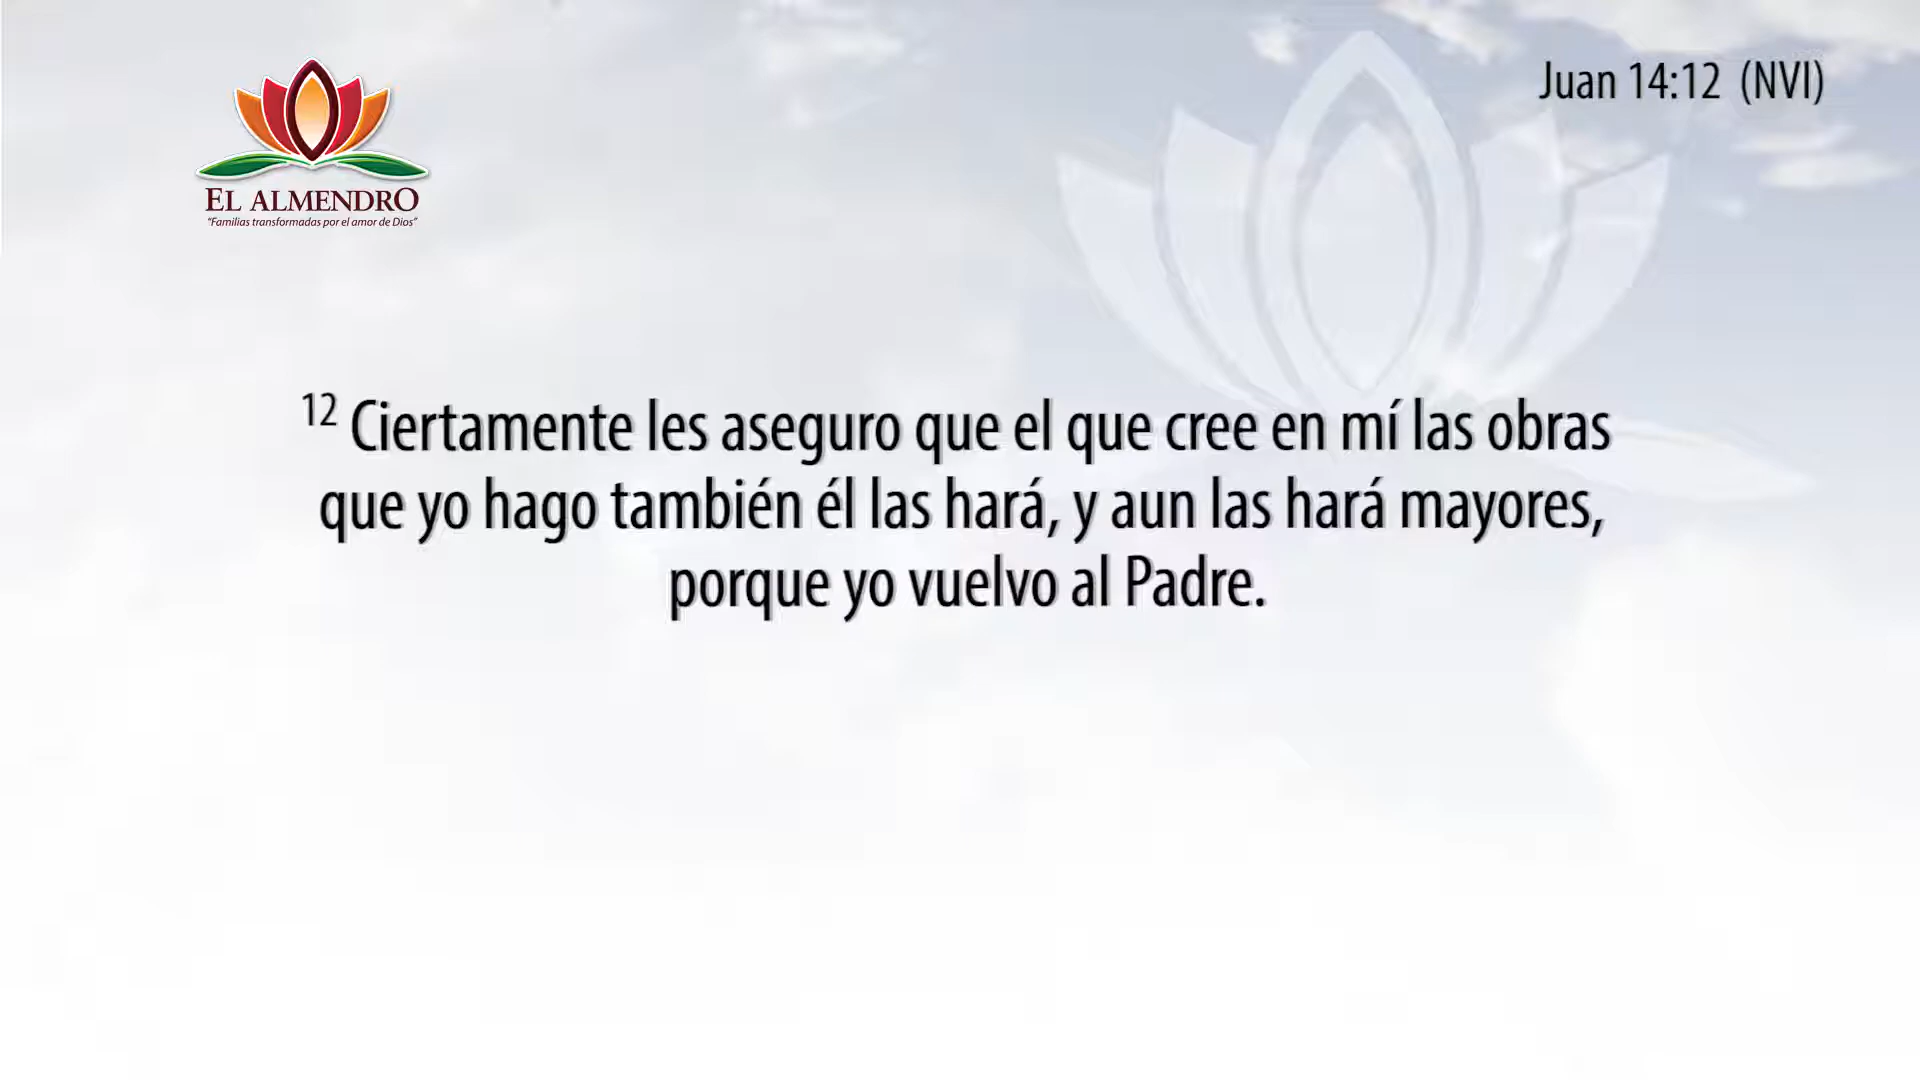 EL ALMENDRO
"Familias transformadas por el amor de Dios"
Juan 14:12 (NVI)
12 Ciertamente les aseguro que el que cree en mí las obras
que yo hago también él las hará, y aun las hará mayores,
porque yo vuelvo al Padre.